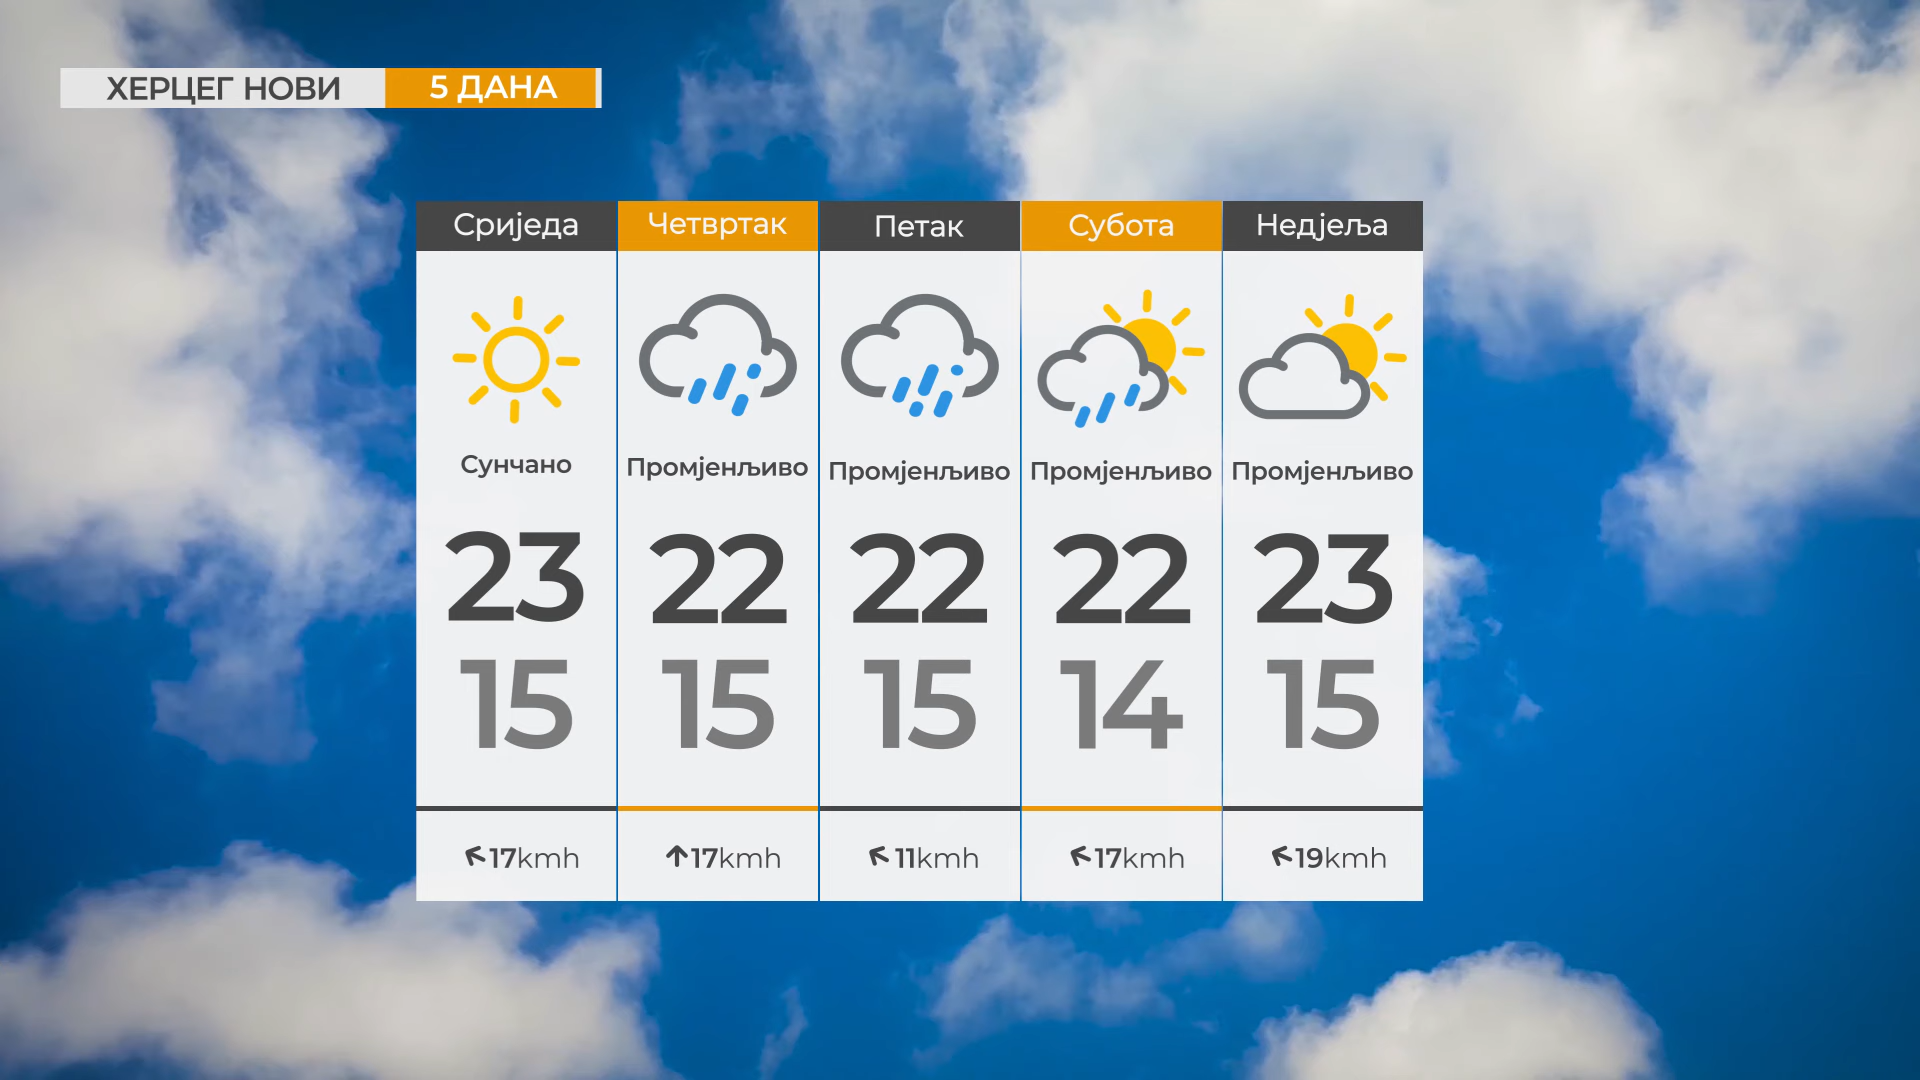 ХЕРЦЕГ НОВИ 5 ДАНА
Сриједа Четвртак Петак Субота Недјеља
Сунчано Промјенљиво Промјенљиво Промјенљиво Промјенљиво
23 22 22 22 23
15 15 15 14 15
17kmh 17kmh 11kmh 17kmh 19kmh